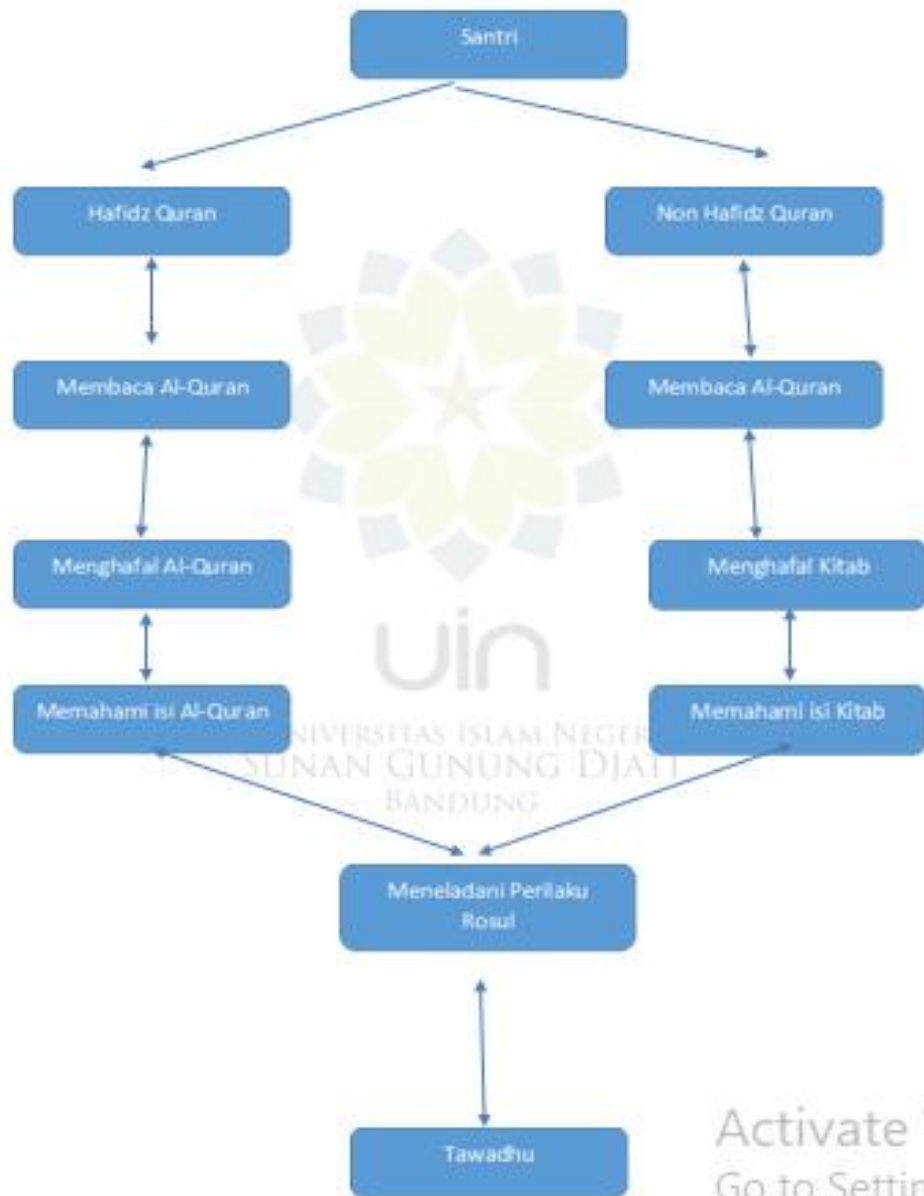 Santri
Hafidz Quran
Non Hafidz Quran
Membaca Al-Quran
Membaca Al-Quran
Menghafal Al-Quran
Menghafal Kitab
Memahami isi Al-Quran
Memahami isi Kitab
uin
UNIVERSITAS ISLAM NEGERI
SUNAN GUNUNG DJATI
BANDUNG
Meneladani Perilaku
Rosul
Tawadhu
Activate
Go to Settin